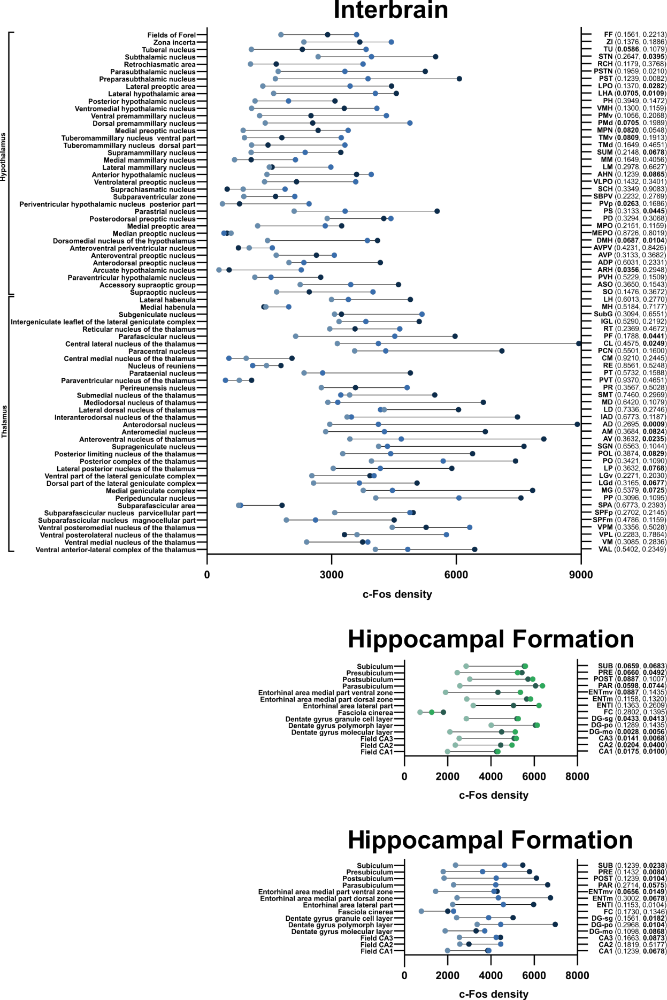 Interbrain
Hypothalamus
Fields of Forel FF (0.1561, 0.2213)
Zona incerta ZI (0.1376, 0.1886)
Tuberal nucleus TU (0.0586, 0.1079)
Subthalamic nucleus STN (0.2647, 0.0395)
Retrochiasmatic area RCH (0.1179, 0.3768)
Parasubthalamic nucleus PSTN (0.1959, 0.0210)
Preparasubthalamic nucleus PST (0.1239, 0.0082)
Lateral preoptic area LPO (0.1370, 0.0282)
Lateral hypothalamic area LHA (0.0705, 0.0109)
Posterior hypothalamic nucleus PH (0.3949, 0.1472)
Ventromedial hypothalamic nucleus VMH (0.1300, 0.1159)
Ventral premammillary nucleus PMv (0.1056, 0.2068)
Dorsal premammillary nucleus PMd (0.0705, 0.1989)
Medial preoptic nucleus MPN (0.0820, 0.0548)
Tuberomammillary nucleus ventral part TMv (0.0809, 0.1913)
Tuberomammillary nucleus dorsal part TMd (0.1649, 0.4651)
Supramammillary nucleus SUM (0.2148, 0.0678)
Medial mammillary nucleus MM (0.1649, 0.4056)
Lateral mammillary nucleus LM (0.2978, 0.6627)
Anterior hypothalamic nucleus AHN (0.1239, 0.0865)
Ventrolateral preoptic nucleus VLPO (0.1432, 0.3401)
Suprachiasmatic nucleus SCH (0.3349, 0.9083)
Subparaventricular zone SBPV (0.2232, 0.2769)
Periventricular hypothalamic nucleus posterior part PVp (0.0263, 0.1686)
Parastrial nucleus PS (0.3133, 0.0445)
Posterodorsal preoptic nucleus PD (0.3294, 0.3068)
Medial preoptic area MPO (0.2151, 0.1159)
Median preoptic nucleus MEPO (0.8726, 0.8019)
Dorsomedial nucleus of the hypothalamus DMH (0.0687, 0.0104)
Anteroventral periventricular nucleus AVPV (0.4231, 0.8426)
Anteroventral preoptic nucleus AVP (0.3133, 0.3682)
Anterodorsal preoptic nucleus ADP (0.6031, 0.2331)
Arcuate hypothalamic nucleus ARH (0.0356, 0.2948)
Paraventricular hypothalamic nucleus PVH (0.5229, 0.1509)
Accessory supraoptic group ASO (0.3650, 0.1543)
Supraoptic nucleus SO (0.1476, 0.3672)
Thalamus
Lateral habenula LH (0.6013, 0.2770)
Medial habenula MH (0.5184, 0.7177)
Subgeniculate nucleus SubG (0.3094, 0.6551)
Intergeniculate leaflet of the lateral geniculate complex IGL (0.5290, 0.2192)
Reticular nucleus of the thalamus RT (0.2369, 0.4672)
Parafascicular nucleus PF (0.1788, 0.0441)
Central lateral nucleus of the thalamus CL (0.4575, 0.0249)
Paracentral nucleus PCN (0.5501, 0.1600)
Central medial nucleus of the thalamus CM (0.9210, 0.2445)
Nucleus of reuniens RE (0.8561, 0.5248)
Parataenial nucleus PT (0.5732, 0.1588)
Paraventricular nucleus of the thalamus PVT (0.9370, 0.4651)
Perireunensis nucleus PR (0.3567, 0.5028)
Submedial nucleus of the thalamus SMT (0.7460, 0.2969)
Mediodorsal nucleus of thalamus MD (0.6420, 0.1079)
Lateral dorsal nucleus of thalamus LD (0.7336, 0.2746)
Interanterodorsal nucleus of the thalamus IAD (0.6773, 0.1187)
Anterodorsal nucleus AD (0.2695, 0.0009)
Anteromedial nucleus AM (0.3684, 0.0824)
Anteroventral nucleus of thalamus AV (0.3632, 0.0235)
Suprageniculate nucleus SGN (0.6563, 0.1044)
Posterior limiting nucleus of the thalamus POL (0.3874, 0.0829)
Posterior complex of the thalamus PO (0.3421, 0.1090)
Lateral posterior nucleus of the thalamus LP (0.3632, 0.0768)
Ventral part of the lateral geniculate complex LGv (0.2271, 0.2030)
Dorsal part of the lateral geniculate complex LGd (0.3165, 0.0677)
Medial geniculate complex MG (0.5379, 0.0725)
Peripeduncular nucleus PP (0.3096, 0.1095)
Subparafascicular area SPA (0.6773, 0.2393)
Subparafascicular nucleus parvicellular part SPFp (0.2702, 0.2145)
Subparafascicular nucleus magnocellular part SPFm (0.4786, 0.1159)
Ventral posteromedial nucleus of the thalamus VPM (0.3356, 0.5028)
Ventral posterolateral nucleus of the thalamus VPL (0.2283, 0.7864)
Ventral medial nucleus of the thalamus VM (0.3085, 0.2836)
Ventral anterior-lateral complex of the thalamus VAL (0.5402, 0.2349)
0 3000 6000 9000
c-Fos density
Hippocampal Formation
Subiculum SUB (0.0659, 0.0683)
Presubiculum PRE (0.0660, 0.0492)
Postsubiculum POST (0.0887, 0.1007)
Parasubiculum PAR (0.0598, 0.0744)
Entorhinal area medial part ventral zone ENTmv (0.0887, 0.1435)
Entorhinal area medial part dorsal zone ENTm (0.1158, 0.1320)
Entorhinal area lateral part ENTl (0.1363, 0.2609)
Fasciola cinerea FC (0.2802, 0.1395)
Dentate gyrus granule cell layer DG-sg (0.0433, 0.0413)
Dentate gyrus polymorph layer DG-po (0.1289, 0.1435)
Dentate gyrus molecular layer DG-mo (0.0028, 0.0056)
Field CA3 CA3 (0.0141, 0.0068)
Field CA2 CA2 (0.0204, 0.0400)
Field CA1 CA1 (0.0175, 0.0100)
0 2000 4000 6000 8000
c-Fos density
Hippocampal Formation
Subiculum SUB (0.1239, 0.0238)
Presubiculum PRE (0.1432, 0.0080)
Postsubiculum POST (0.1239, 0.0104)
Parasubiculum PAR (0.2714, 0.0575)
Entorhinal area medial part ventral zone ENTmv (0.0656, 0.0149)
Entorhinal area medial part dorsal zone ENTm (0.3002, 0.0678)
Entorhinal area lateral part ENTl (0.1153, 0.0104)
Fasciola cinerea FC (0.1730, 0.1346)
Dentate gyrus granule cell layer DG-sg (0.1561, 0.0182)
Dentate gyrus polymorph layer DG-po (0.2968, 0.0104)
Dentate gyrus molecular layer DG-mo (0.1098, 0.0868)
Field CA3 CA3 (0.1663, 0.0873)
Field CA2 CA2 (0.1819, 0.5177)
Field CA1 CA1 (0.1239, 0.0678)
0 2000 4000 6000 8000
c-Fos density